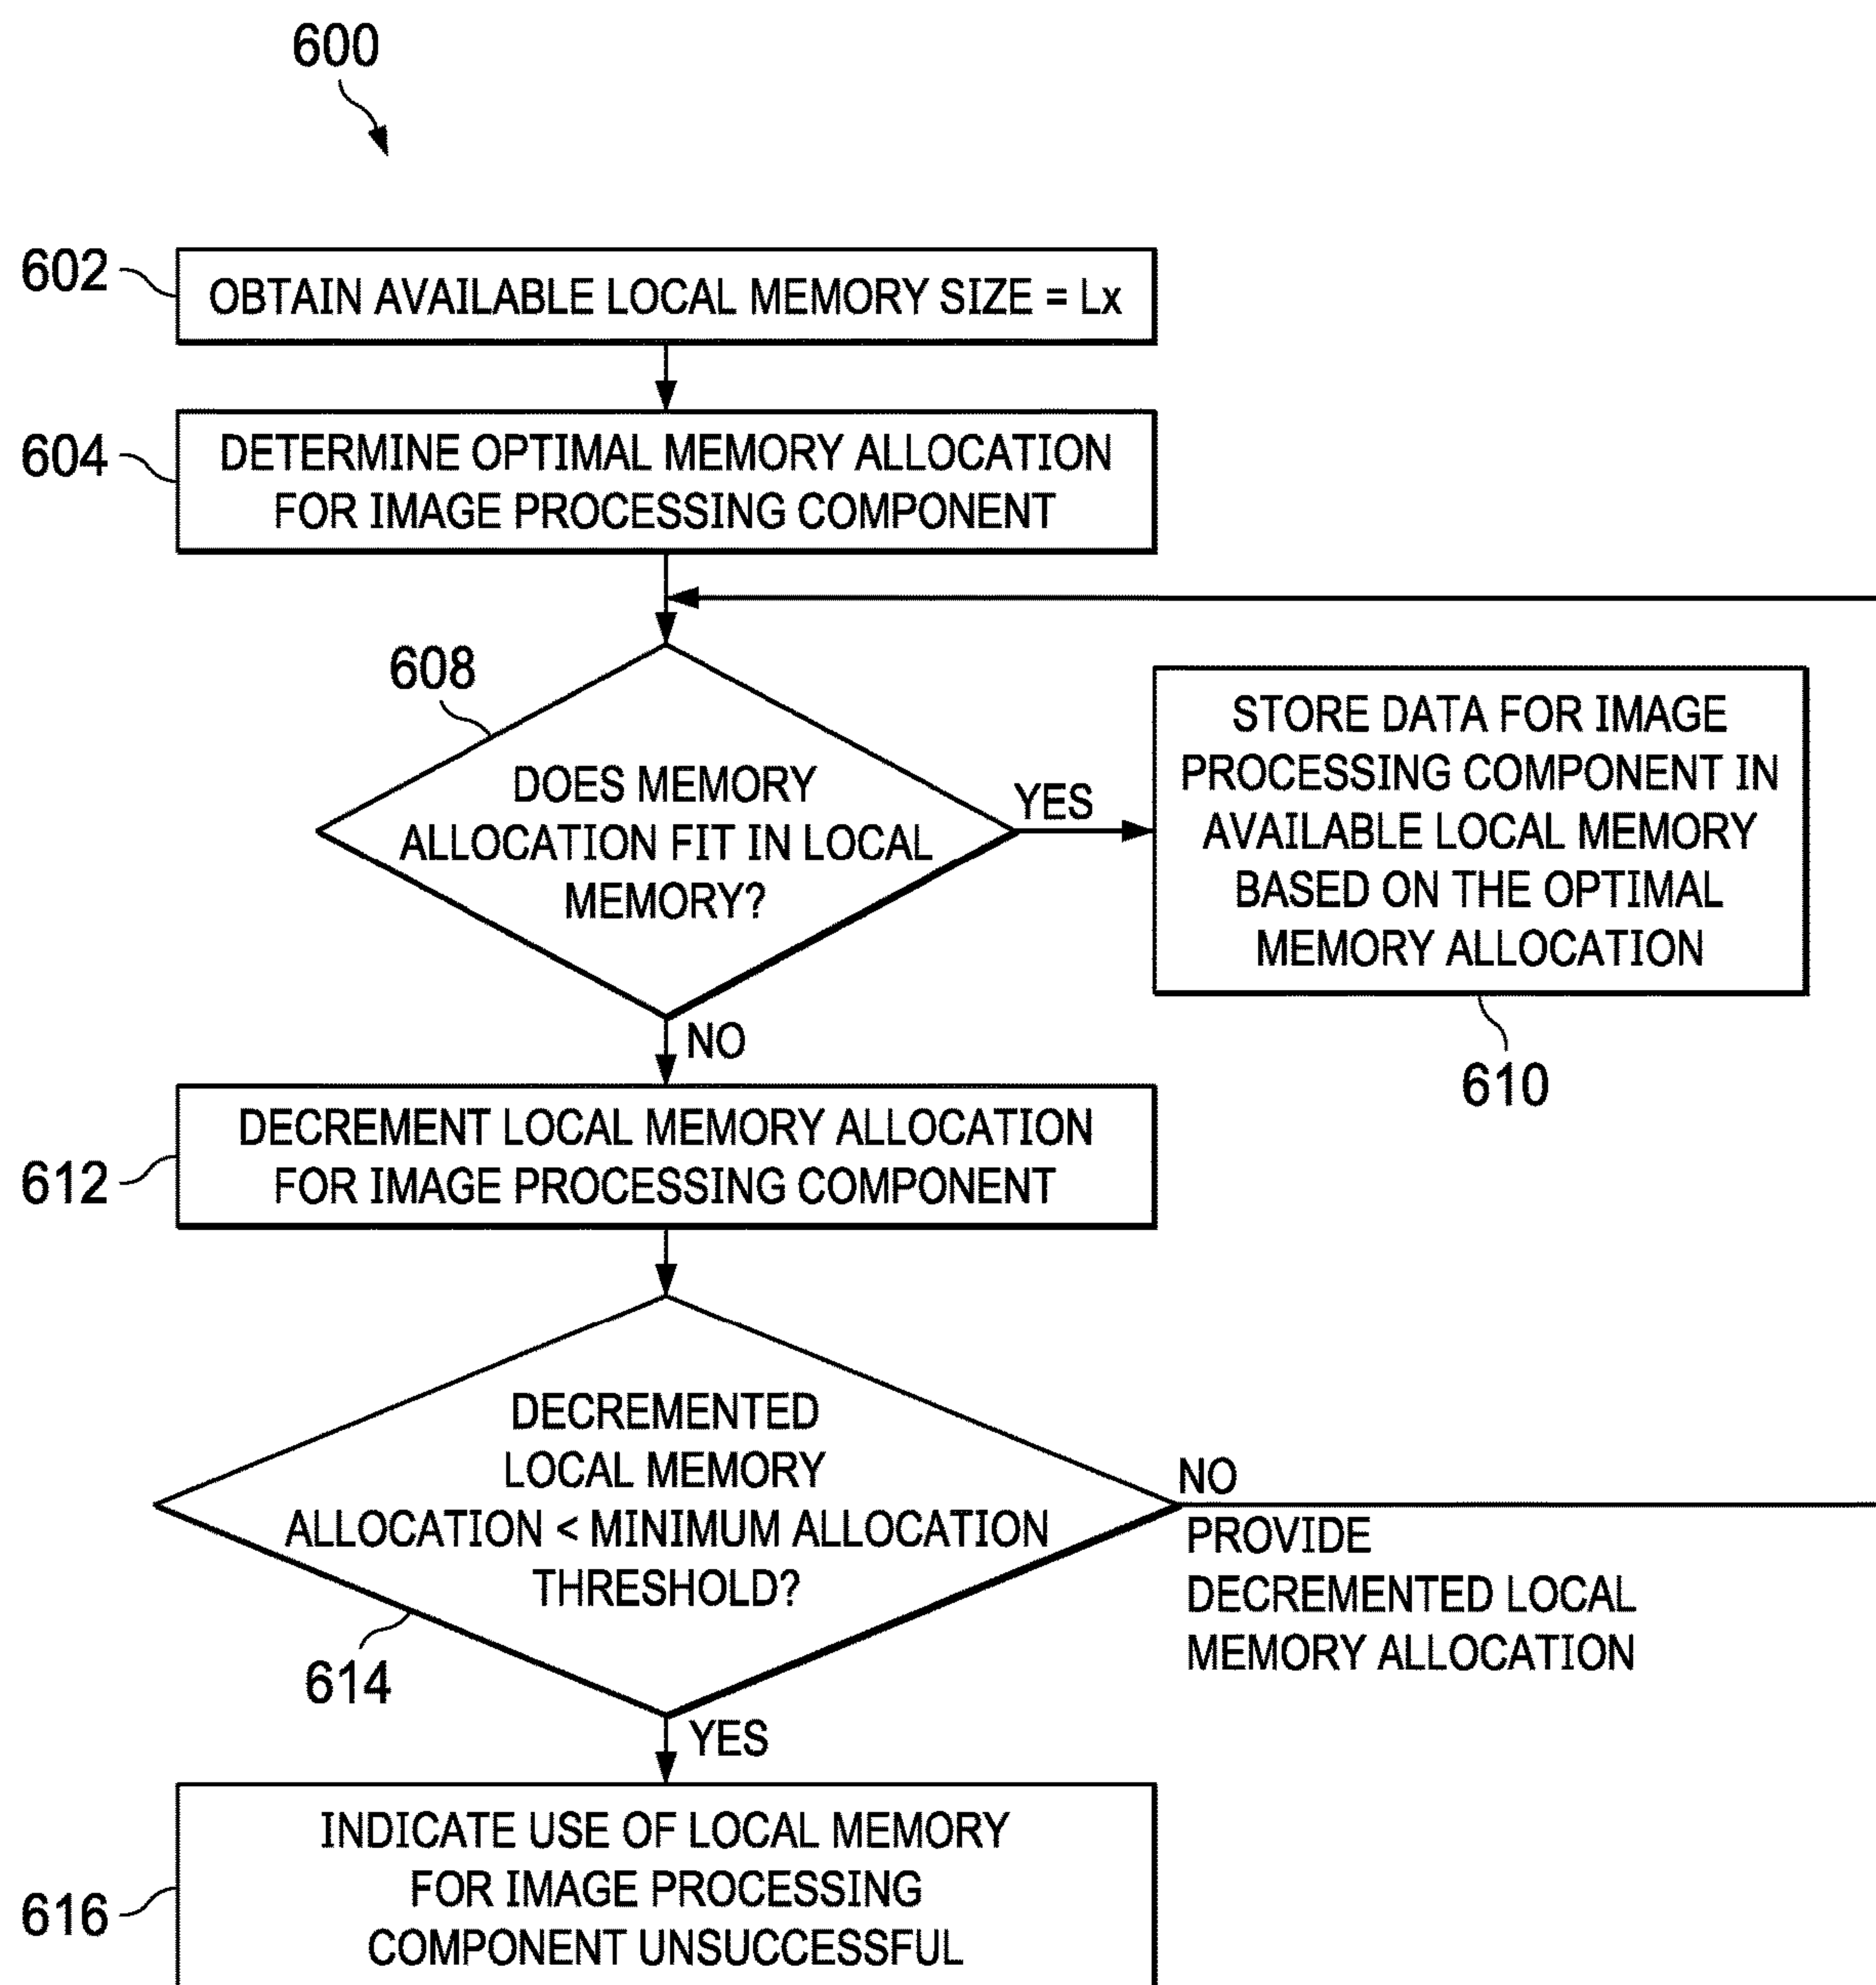 600
602
OBTAIN AVAILABLE LOCAL MEMORY SIZE = Lx
604
DETERMINE OPTIMAL MEMORY ALLOCATION
FOR IMAGE PROCESSING COMPONENT
608
DOES MEMORY
ALLOCATION FIT IN LOCAL
MEMORY?
YES
STORE DATA FOR IMAGE
PROCESSING COMPONENT IN
AVAILABLE LOCAL MEMORY
BASED ON THE OPTIMAL
MEMORY ALLOCATION
610
NO
612
DECREMENT LOCAL MEMORY ALLOCATION
FOR IMAGE PROCESSING COMPONENT
DECREMENTED
LOCAL MEMORY
ALLOCATION < MINIMUM ALLOCATION
THRESHOLD?
614
NO
PROVIDE
DECREMENTED LOCAL
MEMORY ALLOCATION
YES
616
INDICATE USE OF LOCAL MEMORY
FOR IMAGE PROCESSING
COMPONENT UNSUCCESSFUL